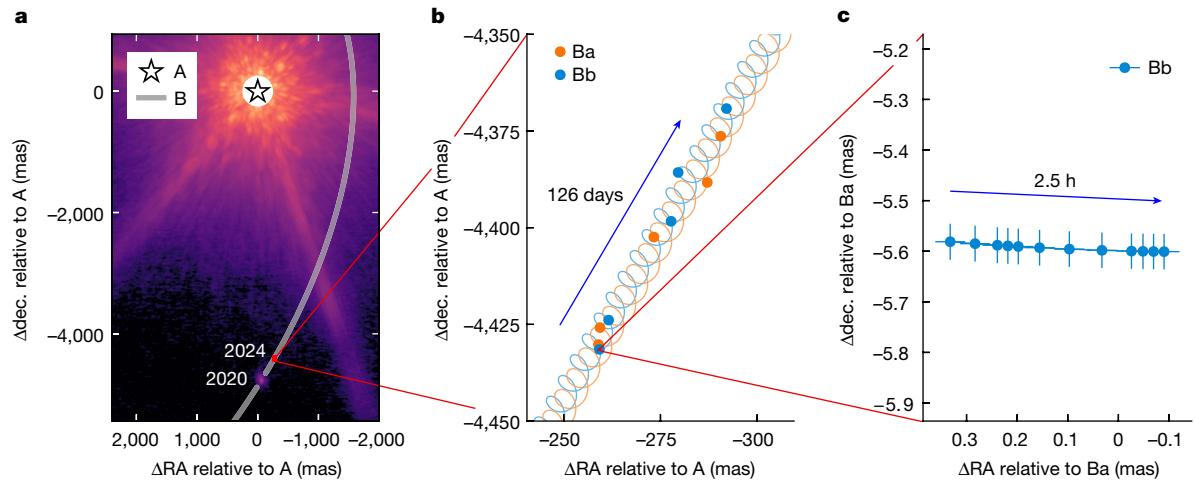 a
A
B
2024
2020
0
−2,000
−4,000
Δdec. relative to A (mas)
2,000 1,000 0 −1,000 −2,000
ΔRA relative to A (mas)
b
Ba
Bb
126 days
−4,350
−4,375
−4,400
−4,425
−4,450
Δdec. relative to A (mas)
−250 −275 −300
ΔRA relative to A (mas)
c
Bb
2.5 h
−5.2
−5.3
−5.4
−5.5
−5.6
−5.7
−5.8
−5.9
Δdec. relative to Ba (mas)
0.3 0.2 0.1 0 −0.1
ΔRA relative to Ba (mas)